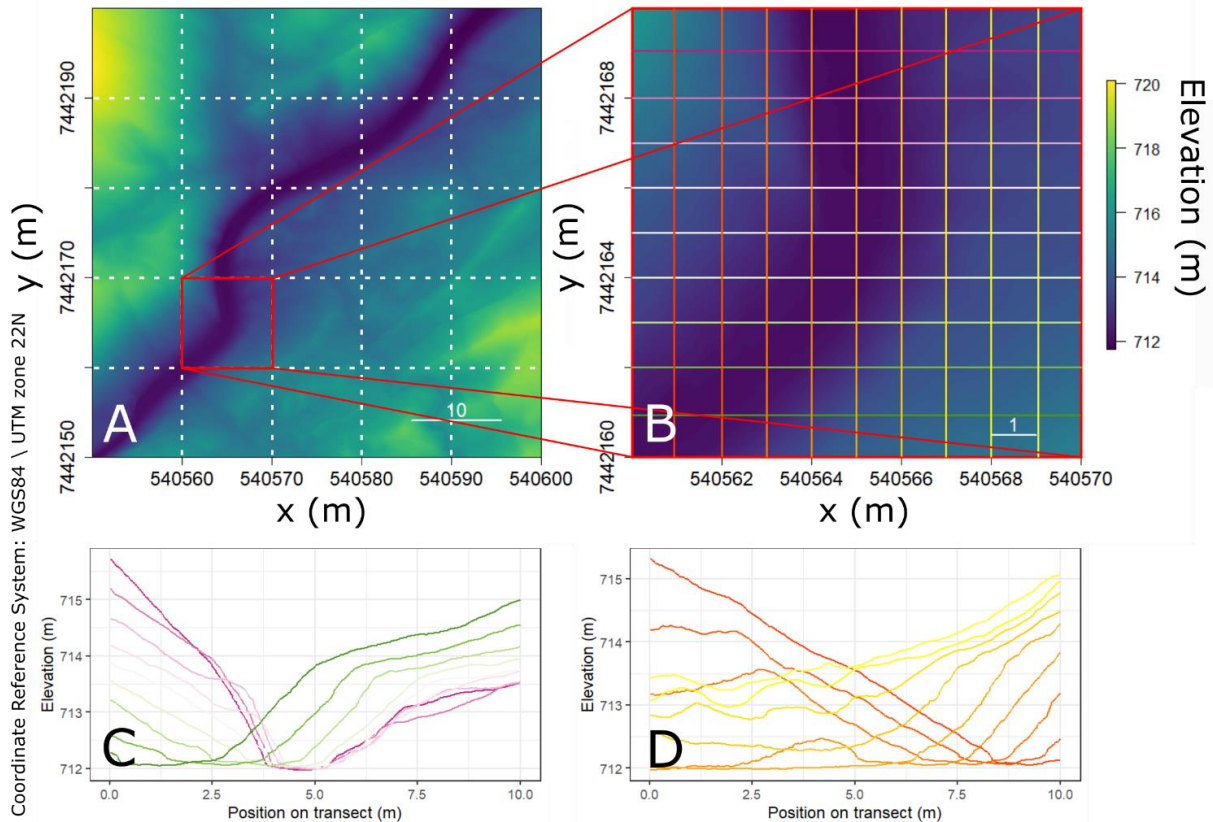 Coordinate Reference System: WGS84 \ UTM zone 22N
y (m)
7442190
7442170
7442150
A
10
540560
540570
540580
540590
540600
x (m)
y (m)
7442168
7442164
7442160
B
1
540562
540564
540566
540568
540570
x (m)
720
718
716
714
712
Elevation (m)
715
714
713
712
Elevation (m)
C
0.0
2.5
5.0
7.5
10.0
Position on transect (m)
715
714
713
712
Elevation (m)
D
0.0
2.5
5.0
7.5
10.0
Position on transect (m)